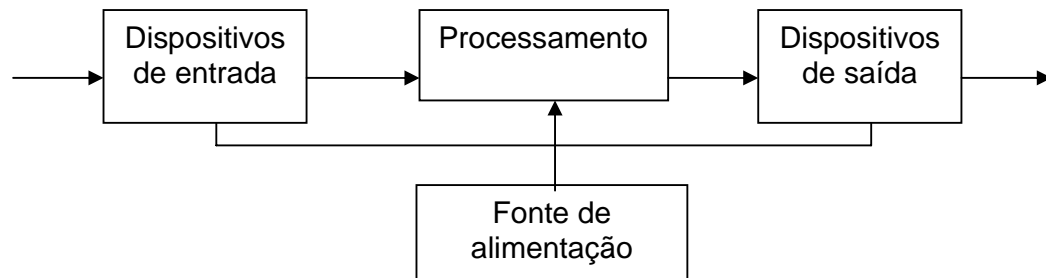 Dispositivos
de entrada
Processamento
Dispositivos
de saída
Fonte de
alimentação